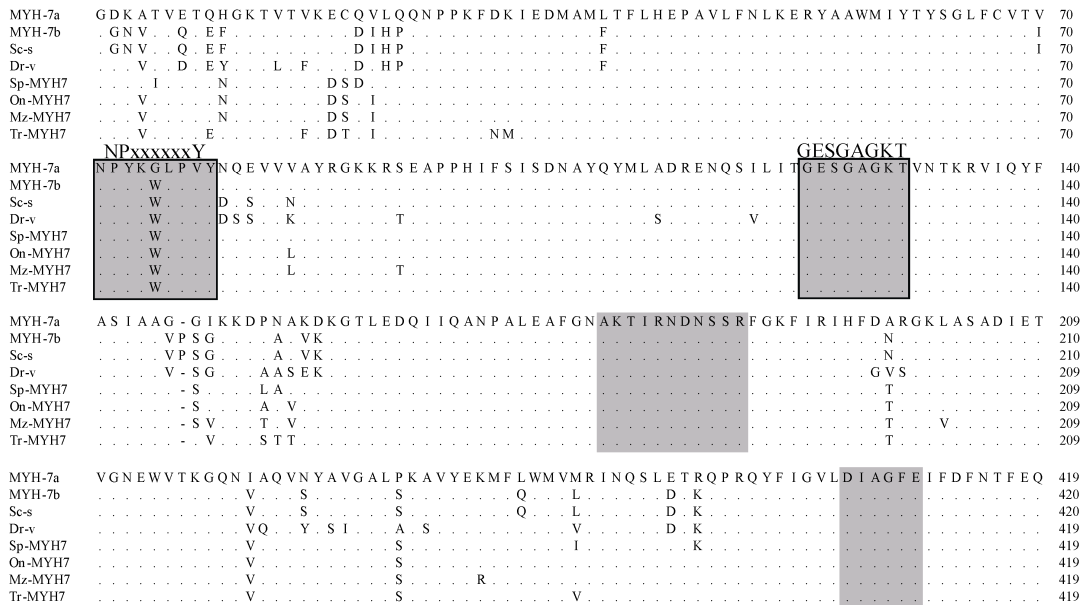 MYH-7a G D K A T V E T Q H G K T V T V K E C Q V L Q Q N P P K F D K I E D M A M L T F L H E P A V L F N L K E R Y A A W M I Y T Y S G L F C V T V 70
MYH-7b . G N V . . Q . E F . . . . . . . . . D I H P . . . . . . . . . . . . . . F . . . . . . . . . . . . . . . . . . . . . . . . . . . . . . . I 70
Sc-s . G N V . . Q . E F . . . . . . . . . D I H P . . . . . . . . . . . . . . F . . . . . . . . . . . . . . . . . . . . . . . . . . . . . . . I 70
Dr-v . . . V . . D . E Y . . . L . F . . . D L H P . . . . . . . . . . . . . . F . . . . . . . . . . . . . . . . . . . . . . . . . . . . . . . . 70
Sp-MYH7 . . . . I . . . . N . . . . . . . D S D . . . . . . . . . . . . . . . . . . . . . . . . . . . . . . . . . . . . . . . . . . . . . . . . . . 70
On-MYH7 . . . V . . . . . N . . . . . . . D S . I . . . . . . . . . . . . . . . . . . . . . . . . . . . . . . . . . . . . . . . . . . . . . . . . . 70
Mz-MYH7 . . . V . . . . . N . . . . . . . D S . I . . . . . . . . . . . . . . . . . . . . . . . . . . . . . . . . . . . . . . . . . . . . . . . . . 70
Tr-MYH7 . . . V . . . . E . . . . . . F . D T . I . . . . . . . . N M . . . . . . . . . . . . . . . . . . . . . . . . . . . . . . . . . . . . . . . 70
NPxxxxxxY GESGAGKT
MYH-7a N P Y K G L P V Y N Q E V V V A Y R G K K R S E A P P H I F S I S D N A Y Q Y M L A D R E N Q S I L I T G E S G A G K T V N T K R V I Q Y F 140
MYH-7b . . . . W . . . . . . . . . . . . . . . . . . . . . . . . . . . . . . . . . . . . . . . . . . . . . . . . . . . . . . . . . . . . . . . . . 140
Sc-s . . . . W . . . . D . E . . N . . . . . . . . . . . . . . . . . . . . . . . . . . . . . . . . . . . . . . . . . . . . . . . . . . . . . . . 140
Dr-v . . . . W . . . . D S S . . K . . . . . . . T . . . . . . . . . . . . . . . . . . A . . . . . . V . . . . . . . . . . . . . . . . . . . . . 140
Sp-MYH7 . . . . W . . . . . . . . . . . . . . . . . . . . . . . . . . . . . . . . . . . . . . . . . . . . . . . . . . . . . . . . . . . . . . . . . 140
On-MYH7 . . . . W . . . . . . . . . L . . . . . . . . . . . . . . . . . . . . . . . . . . . . . . . . . . . . . . . . . . . . . . . . . . . . . . . 140
Mz-MYH7 . . . . W . . . . . . . . . L . . . . . . . T . . . . . . . . . . . . . . . . . . . . . . . . . . . . . . . . . . . . . . . . . . . . . . . 140
Tr-MYH7 . . . . W . . . . . . . . . . . . . . . . . . . . . . . . . . . . . . . . . . . . . . . . . . . . . . . . . . . . . . . . . . . . . . . . . 140
MYH-7a A S I A A G - G I K K D P N A K D K G T L E D Q I I Q A N P A L E A F G N A K T I R N D N S S R F G K F I R I H F D A R G K L A S A D I E T 209
MYH-7b . . . . . V P S G . . . . A . V K . . . . . . . . . . . . . . . . . . . . . . . . . . . . . . . . . . . . . . . . . N . . . . . . . . . . . 210
Sc-s . . . . . V P S G . . . . A . V K . . . . . . . . . . . . . . . . . . . . . . . . . . . . . . . . . . . . . . . . . N . . . . . . . . . . . 210
Dr-v . . . . . V - S G . . . A A S E K . . . . . . . . . . . . . . . . . . . . . . . . . . . . . . . . . . . . . . . . G V S . . . . . . . . . . 209
Sp-MYH7 . . . . . . - S . . . . L A . . . . . . . . . . . . . . . . . . . . . . . . . . . . . . . . . . . . . . . . . . . . T . . . . . . . . . . . 209
On-MYH7 . . . . . . - S . . . . A . V . . . . . . . . . . . . . . . . . . . . . . . . . . . . . . . . . . . . . . . . . . . T . . . . . . . . . . . 209
Mz-MYH7 . . . . . . - S V . . . T . V . . . . . . . . . . . . . . . . . . . . . . . . . . . . . . . . . . . . . . . . . . . T . . . V . . . . . . . 209
Tr-MYH7 . . . . . . - . V . . . S T T . . . . . . . . . . . . . . . . . . . . . . . . . . . . . . . . . . . . . . . . . . . T . . . . . . . . . . . 209
MYH-7a V G N E W V T K G Q N I A Q V N Y A V G A L P K A V Y E K M F L W M V M R I N Q S L E T R Q P R Q Y F I G V L D I A G F E I F D F N T F E Q 419
MYH-7b . . . . . . . . . . . V . . . S . . . . . . S . . . . . . . . Q . . . L . . . . . . D . K . . . . . . . . . . . . . . . . . . . . . . . . . 420
Sc-s . . . . . . . . . . . V . . . S . . . . . . S . . . . . . . . Q . . . L . . . . . . D . K . . . . . . . . . . . . . . . . . . . . . . . . . 420
Dr-v . . . . . . . . . . . V Q . . Y . S I . . . A . S . . . . . . . . . . V . . . . . . D . K . . . . . . . . . . . . . . . . . . . . . . . . . 419
Sp-MYH7 . . . . . . . . . . . V . . . . . . . . . . S . . . . . . . . . . . . I . . . . . . . . K . . . . . . . . . . . . . . . . . . . . . . . . . 419
On-MYH7 . . . . . . . . . . . V . . . . . . . . . . S . . . . . . . . . . . . . . . . . . . . . . . . . . . . . . . . . . . . . . . . . . . . . . . 419
Mz-MYH7 . . . . . . . . . . . V . . . . . . . . . . S . . . . . R . . . . . . . . . . . . . . . . . . . . . . . . . . . . . . . . . . . . . . . . . 419
Tr-MYH7 . . . . . . . . . . . V . . . . . . . . . . S . . . . . . . . . . . . V . . . . . . . . . . . . . . . . . . . . . . . . . . . . . . . . . . 419